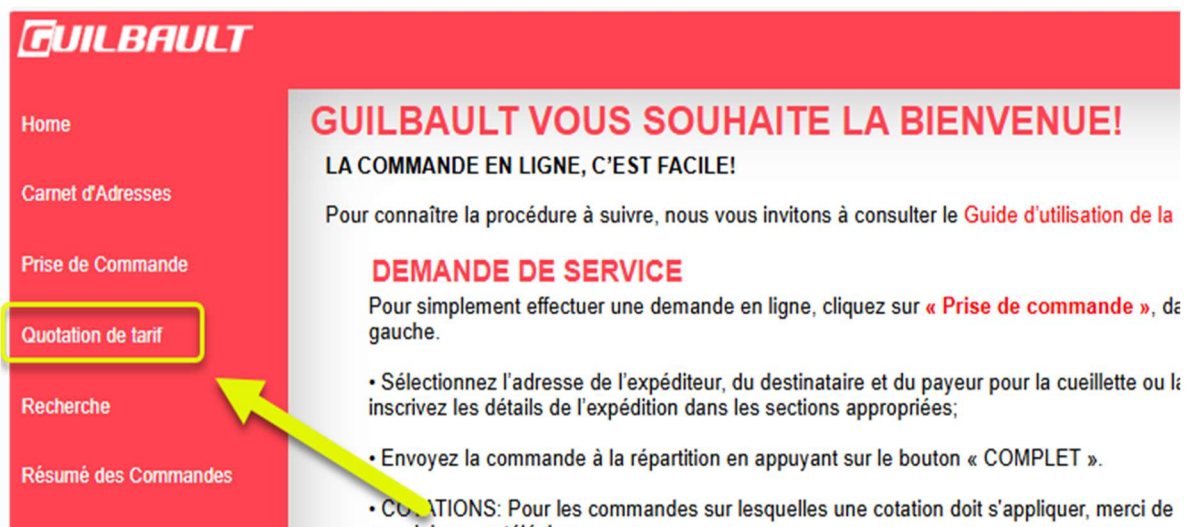 GUILBAULT
Home
Carnet d'Adresses
Prise de Commande
Quotation de tarif
Recherche
Résumé des Commandes
GUILBAULT VOUS SOUHAITE LA BIENVENUE!
LA COMMANDE EN LIGNE, C'EST FACILE!
Pour connaître la procédure à suivre, nous vous invitons à consulter le Guide d'utilisation de la
DEMANDE DE SERVICE
Pour simplement effectuer une demande en ligne, cliquez sur « Prise de commande », da
gauche.
• Sélectionnez l'adresse de l'expéditeur, du destinataire et du payeur pour la cueillette ou la
inscrivez les détails de l'expédition dans les sections appropriées;
• Envoyez la commande à la répartition en appuyant sur le bouton « COMPLET ».
• COTATIONS: Pour les commandes sur lesquelles une cotation doit s'appliquer, merci de